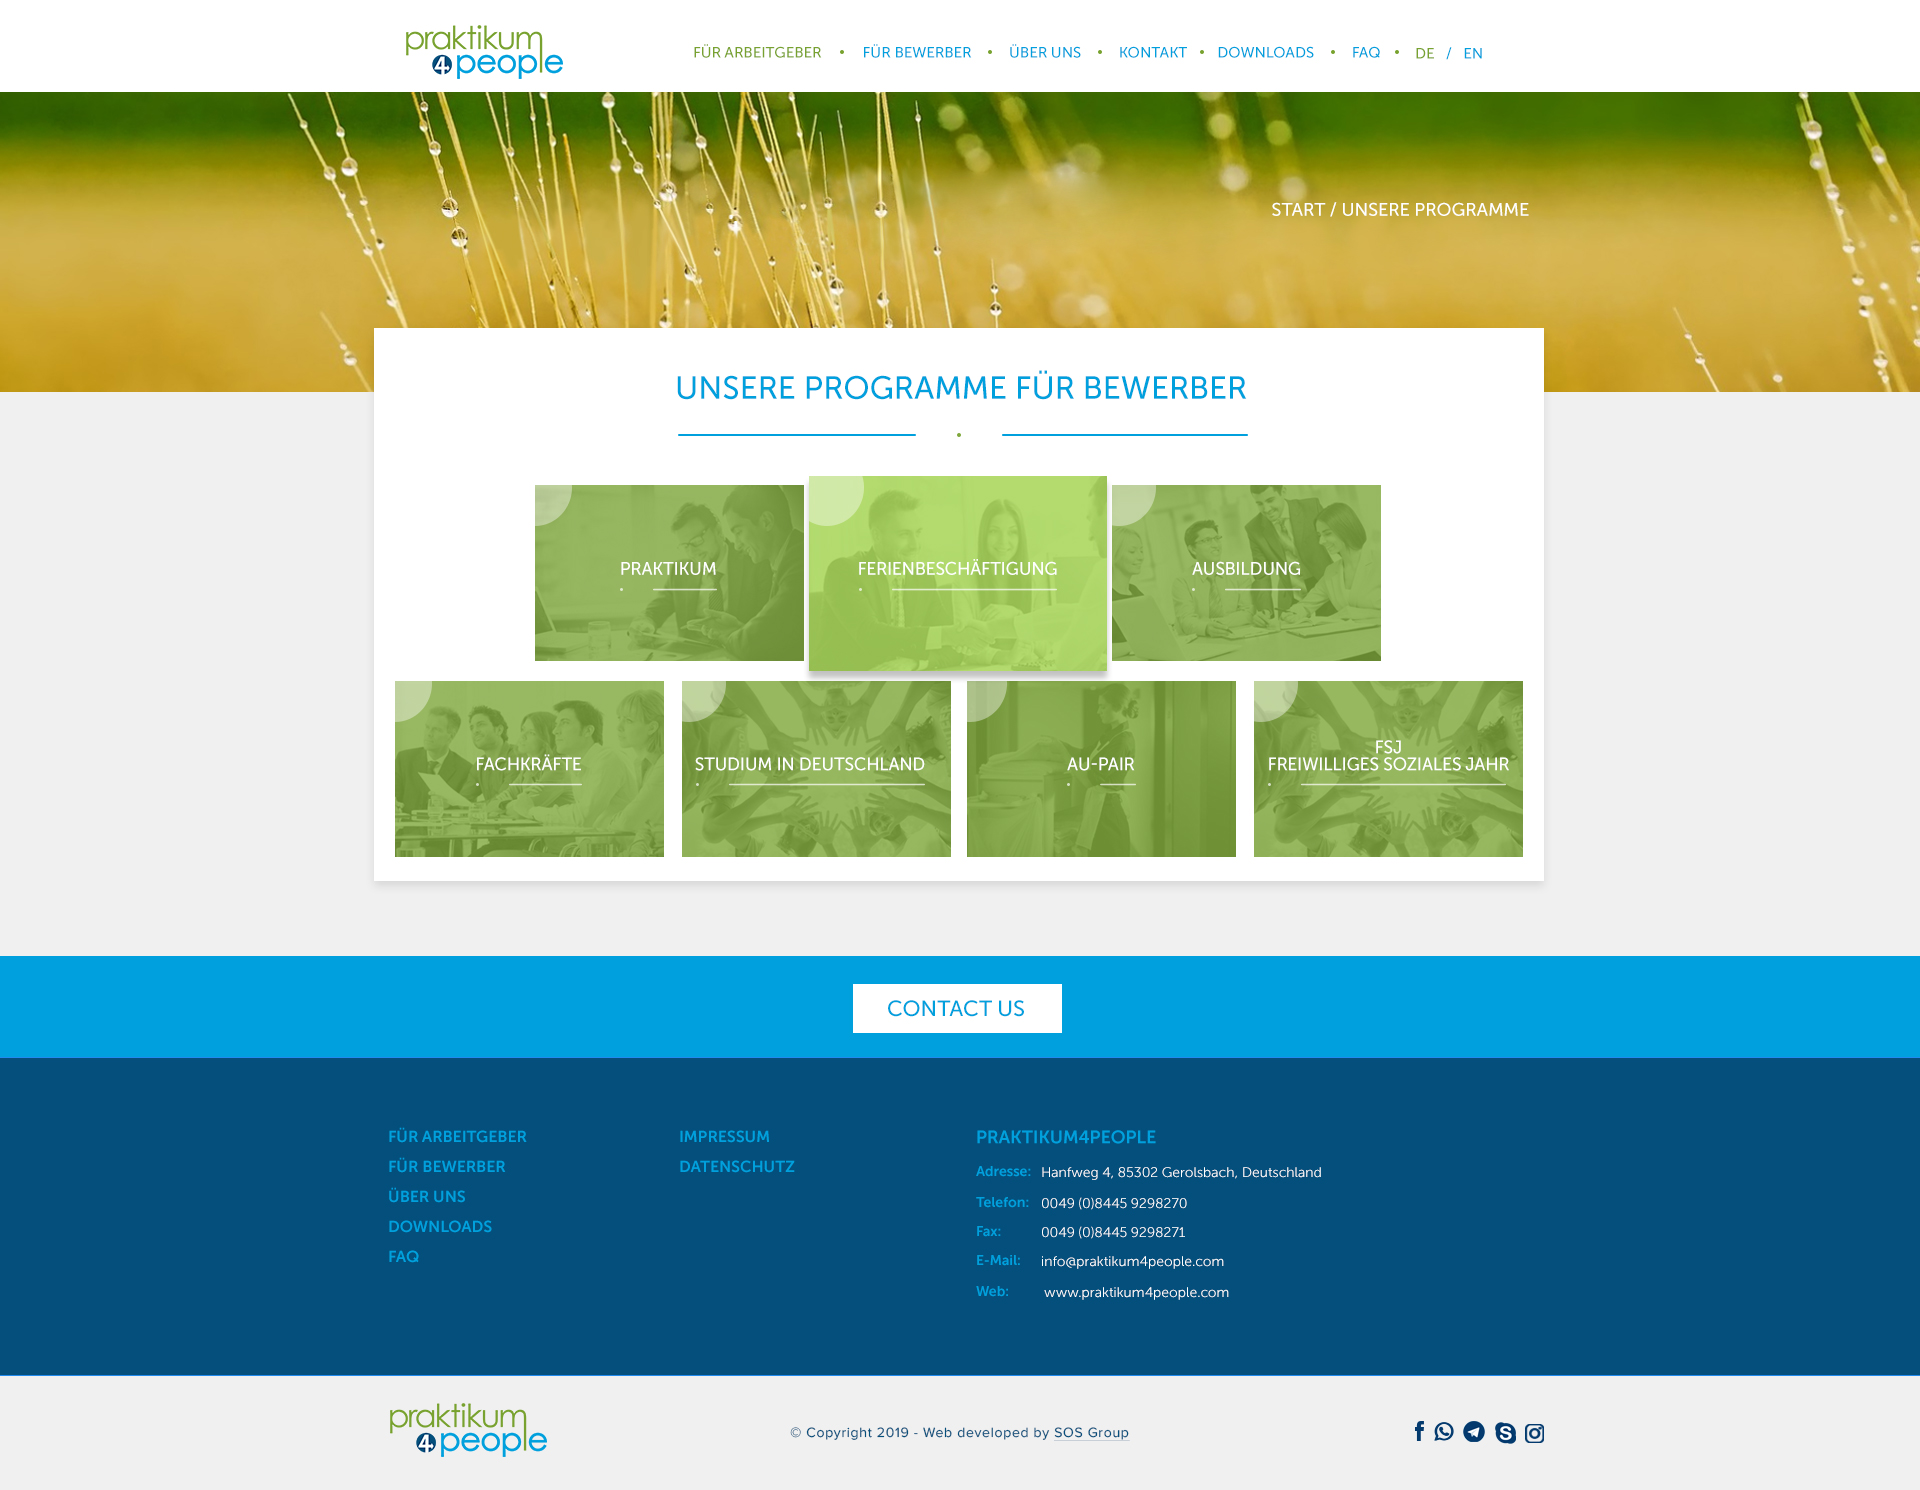 praktikum
4people
FÜR ARBEITGEBER • FÜR BEWERBER • ÜBER UNS • KONTAKT • DOWNLOADS • FAQ • DE / EN
START / UNSERE PROGRAMME
UNSERE PROGRAMME FÜR BEWERBER
PRAKTIKUM
FERIENBESCHÄFTIGUNG
AUSBILDUNG
FACHKRÄFTE
STUDIUM IN DEUTSCHLAND
AU-PAIR
FSJ
FREIWILLIGES SOZIALES JAHR
CONTACT US
FÜR ARBEITGEBER
FÜR BEWERBER
ÜBER UNS
DOWNLOADS
FAQ
IMPRESSUM
DATENSCHUTZ
PRAKTIKUM4PEOPLE
Adresse: Hanfweg 4, 85302 Gerolsbach, Deutschland
Telefon: 0049 (0)8445 9298270
Fax: 0049 (0)8445 9298271
E-Mail: info@praktikum4people.com
Web: www.praktikum4people.com
praktikum
4people
© Copyright 2019 - Web developed by SOS Group